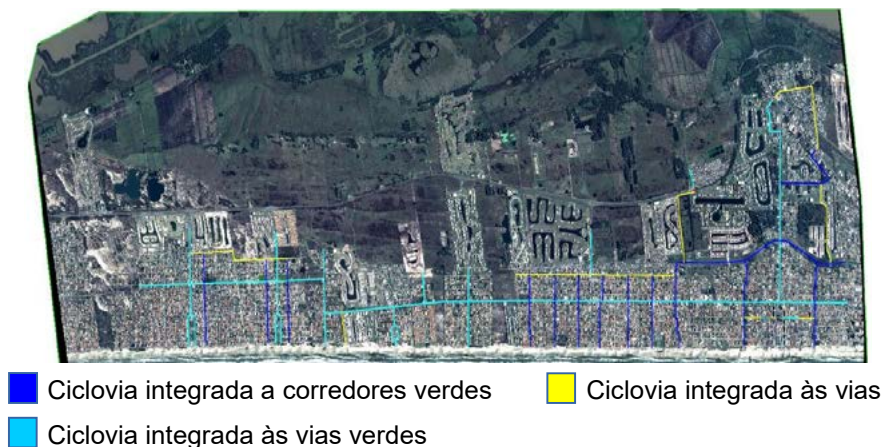 Ciclovia integrada a corredores verdes
Ciclovia integrada às vias
Ciclovia integrada às vias verdes